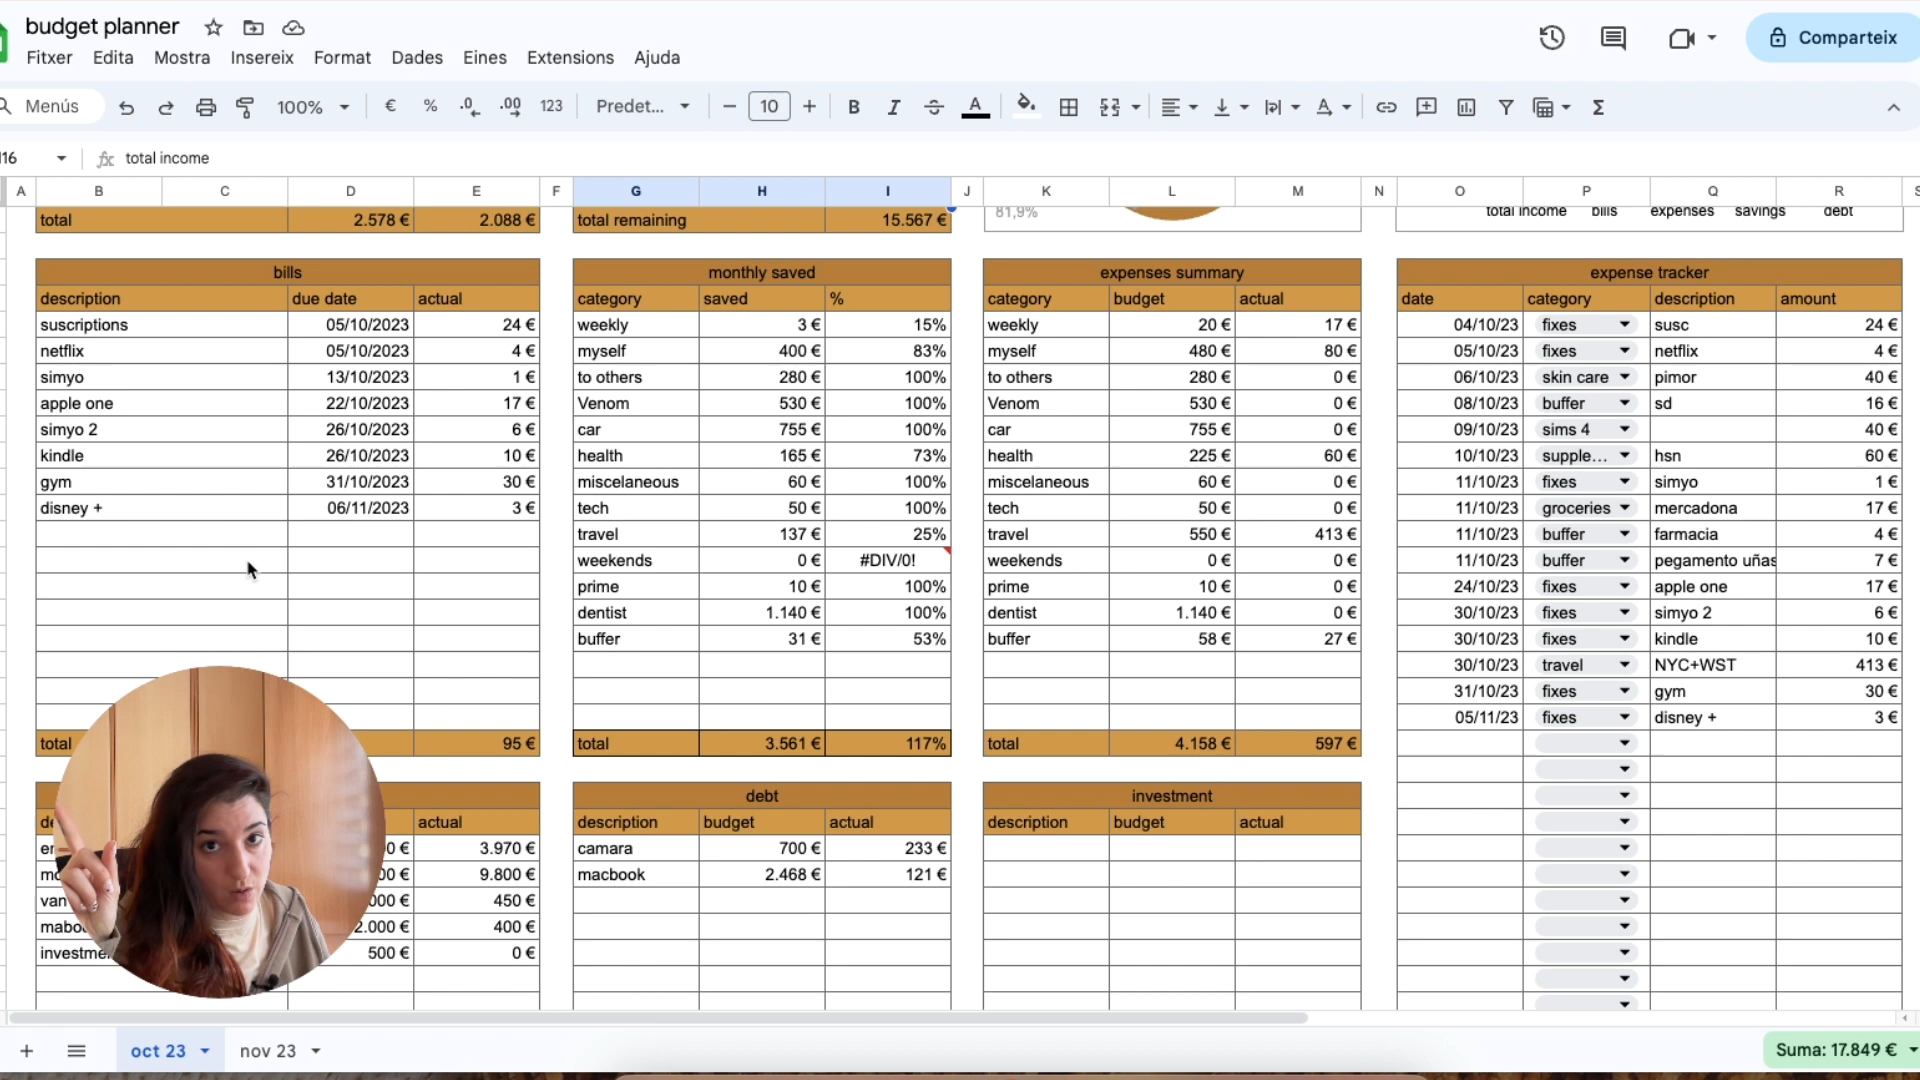 budget planner
Fitxer Edita Mostra Insereix Format Dades Eines Extensions Ajuda
Comparteix
Menús 100% € % .0 .00 123 Predet... 10 B I A A Σ
116 fx total income
A B C D E F G H I J K L M N O P Q R S
total 2.578 € 2.088 €
total remaining 15.567 €
81,9%
total income bills expenses savings debt
bills
description due date actual
suscriptions 05/10/2023 24 €
netflix 05/10/2023 4 €
simyo 13/10/2023 1 €
apple one 22/10/2023 17 €
simyo 2 26/10/2023 6 €
kindle 26/10/2023 10 €
gym 31/10/2023 30 €
disney + 06/11/2023 3 €
total 95 €
monthly saved
category saved %
weekly 3 € 15%
myself 400 € 83%
to others 280 € 100%
Venom 530 € 100%
car 755 € 100%
health 165 € 73%
miscelaneous 60 € 100%
tech 50 € 100%
travel 137 € 25%
weekends 0 € #DIV/0!
prime 10 € 100%
dentist 1.140 € 100%
buffer 31 € 53%
total 3.561 € 117%
expenses summary
category budget actual
weekly 20 € 17 €
myself 480 € 80 €
to others 280 € 0 €
Venom 530 € 0 €
car 755 € 0 €
health 225 € 60 €
miscelaneous 60 € 0 €
tech 50 € 0 €
travel 550 € 413 €
weekends 0 € 0 €
prime 10 € 0 €
dentist 1.140 € 0 €
buffer 58 € 27 €
total 4.158 € 597 €
expense tracker
date category description amount
04/10/23 fixes susc 24 €
05/10/23 fixes netflix 4 €
06/10/23 skin care pimor 40 €
08/10/23 buffer sd 16 €
09/10/23 sims 4 40 €
10/10/23 supple... hsn 60 €
11/10/23 fixes simyo 1 €
11/10/23 groceries mercadona 17 €
11/10/23 buffer farmacia 4 €
11/10/23 buffer pegamento uñas 7 €
24/10/23 fixes apple one 17 €
30/10/23 fixes simyo 2 6 €
30/10/23 fixes kindle 10 €
30/10/23 travel NYC+WST 413 €
31/10/23 fixes gym 30 €
05/11/23 fixes disney + 3 €
actual
3.970 €
9.800 €
van 000 € 450 €
2.000 € 400 €
500 € 0 €
debt
description budget actual
camara 700 € 233 €
macbook 2.468 € 121 €
investment
description budget actual
oct 23 nov 23
Suma: 17.849 €